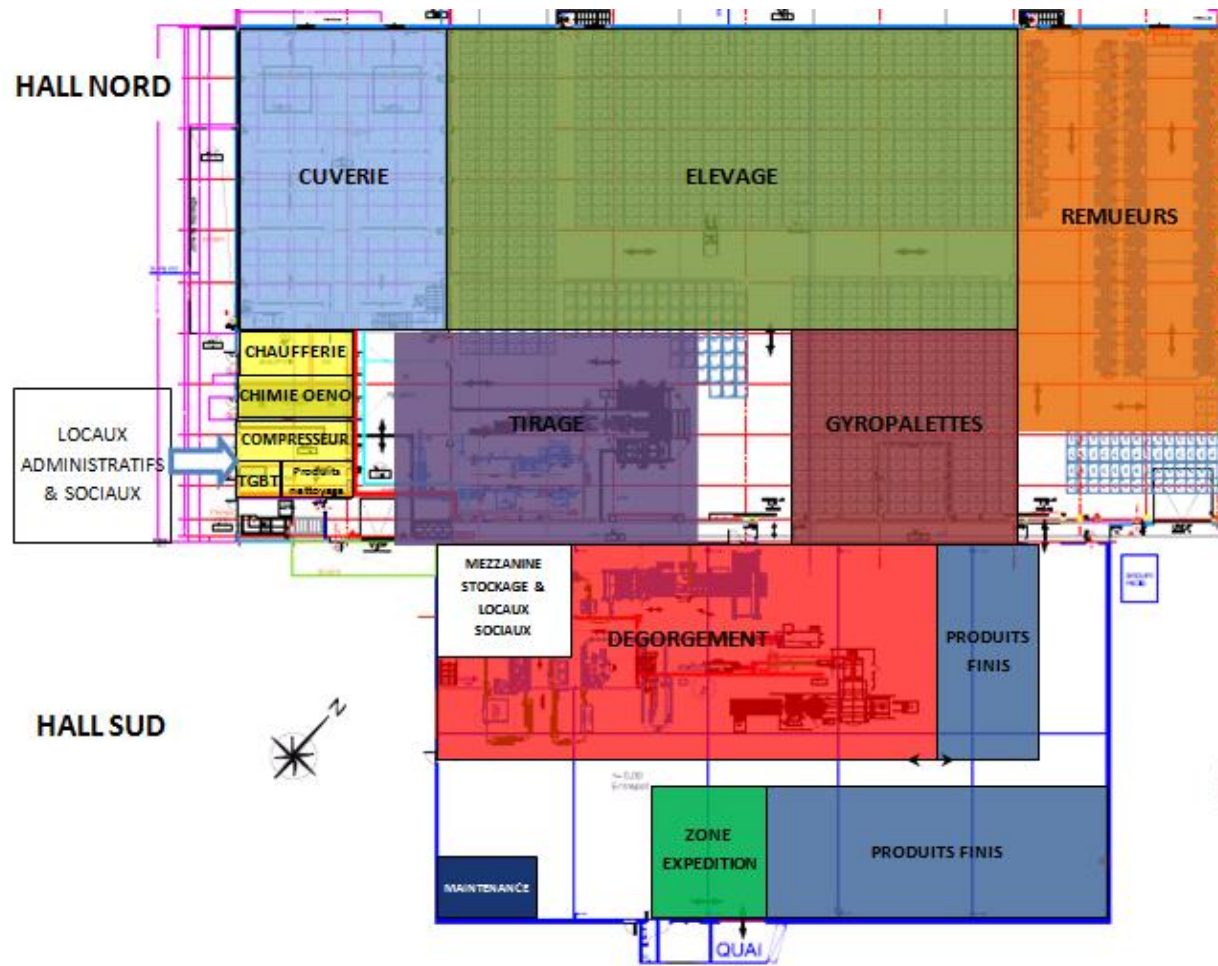 HALL NORD
CUVERIE
ELEVAGE
REMUEURS
CHAUFFERIE
CHIMIE OENO
COMPRESSEUR
TGBT
Produits
nettoyage
LOCAUX
ADMINISTRATIFS
& SOCIAUX
TIRAGE
GYROPALETTES
MEZZANINE
STOCKAGE &
LOCAUX
SOCIAUX
DEGORGEMENT
PRODUITS
FINIS
HALL SUD
N
ZONE
EXPEDITION
PRODUITS FINIS
MAINTENANCE
QUAI